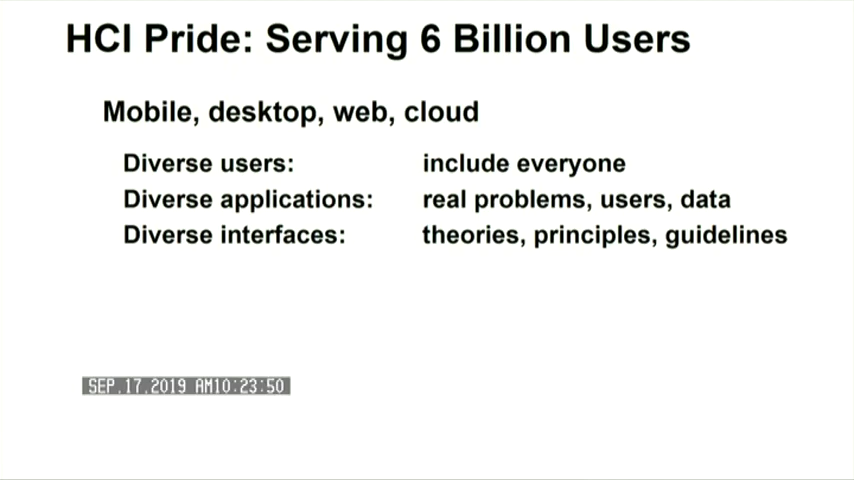 HCI Pride: Serving 6 Billion Users
Mobile, desktop, web, cloud
Diverse users: include everyone
Diverse applications: real problems, users, data
Diverse interfaces: theories, principles, guidelines
SEP.17.2019 AM10:23:50